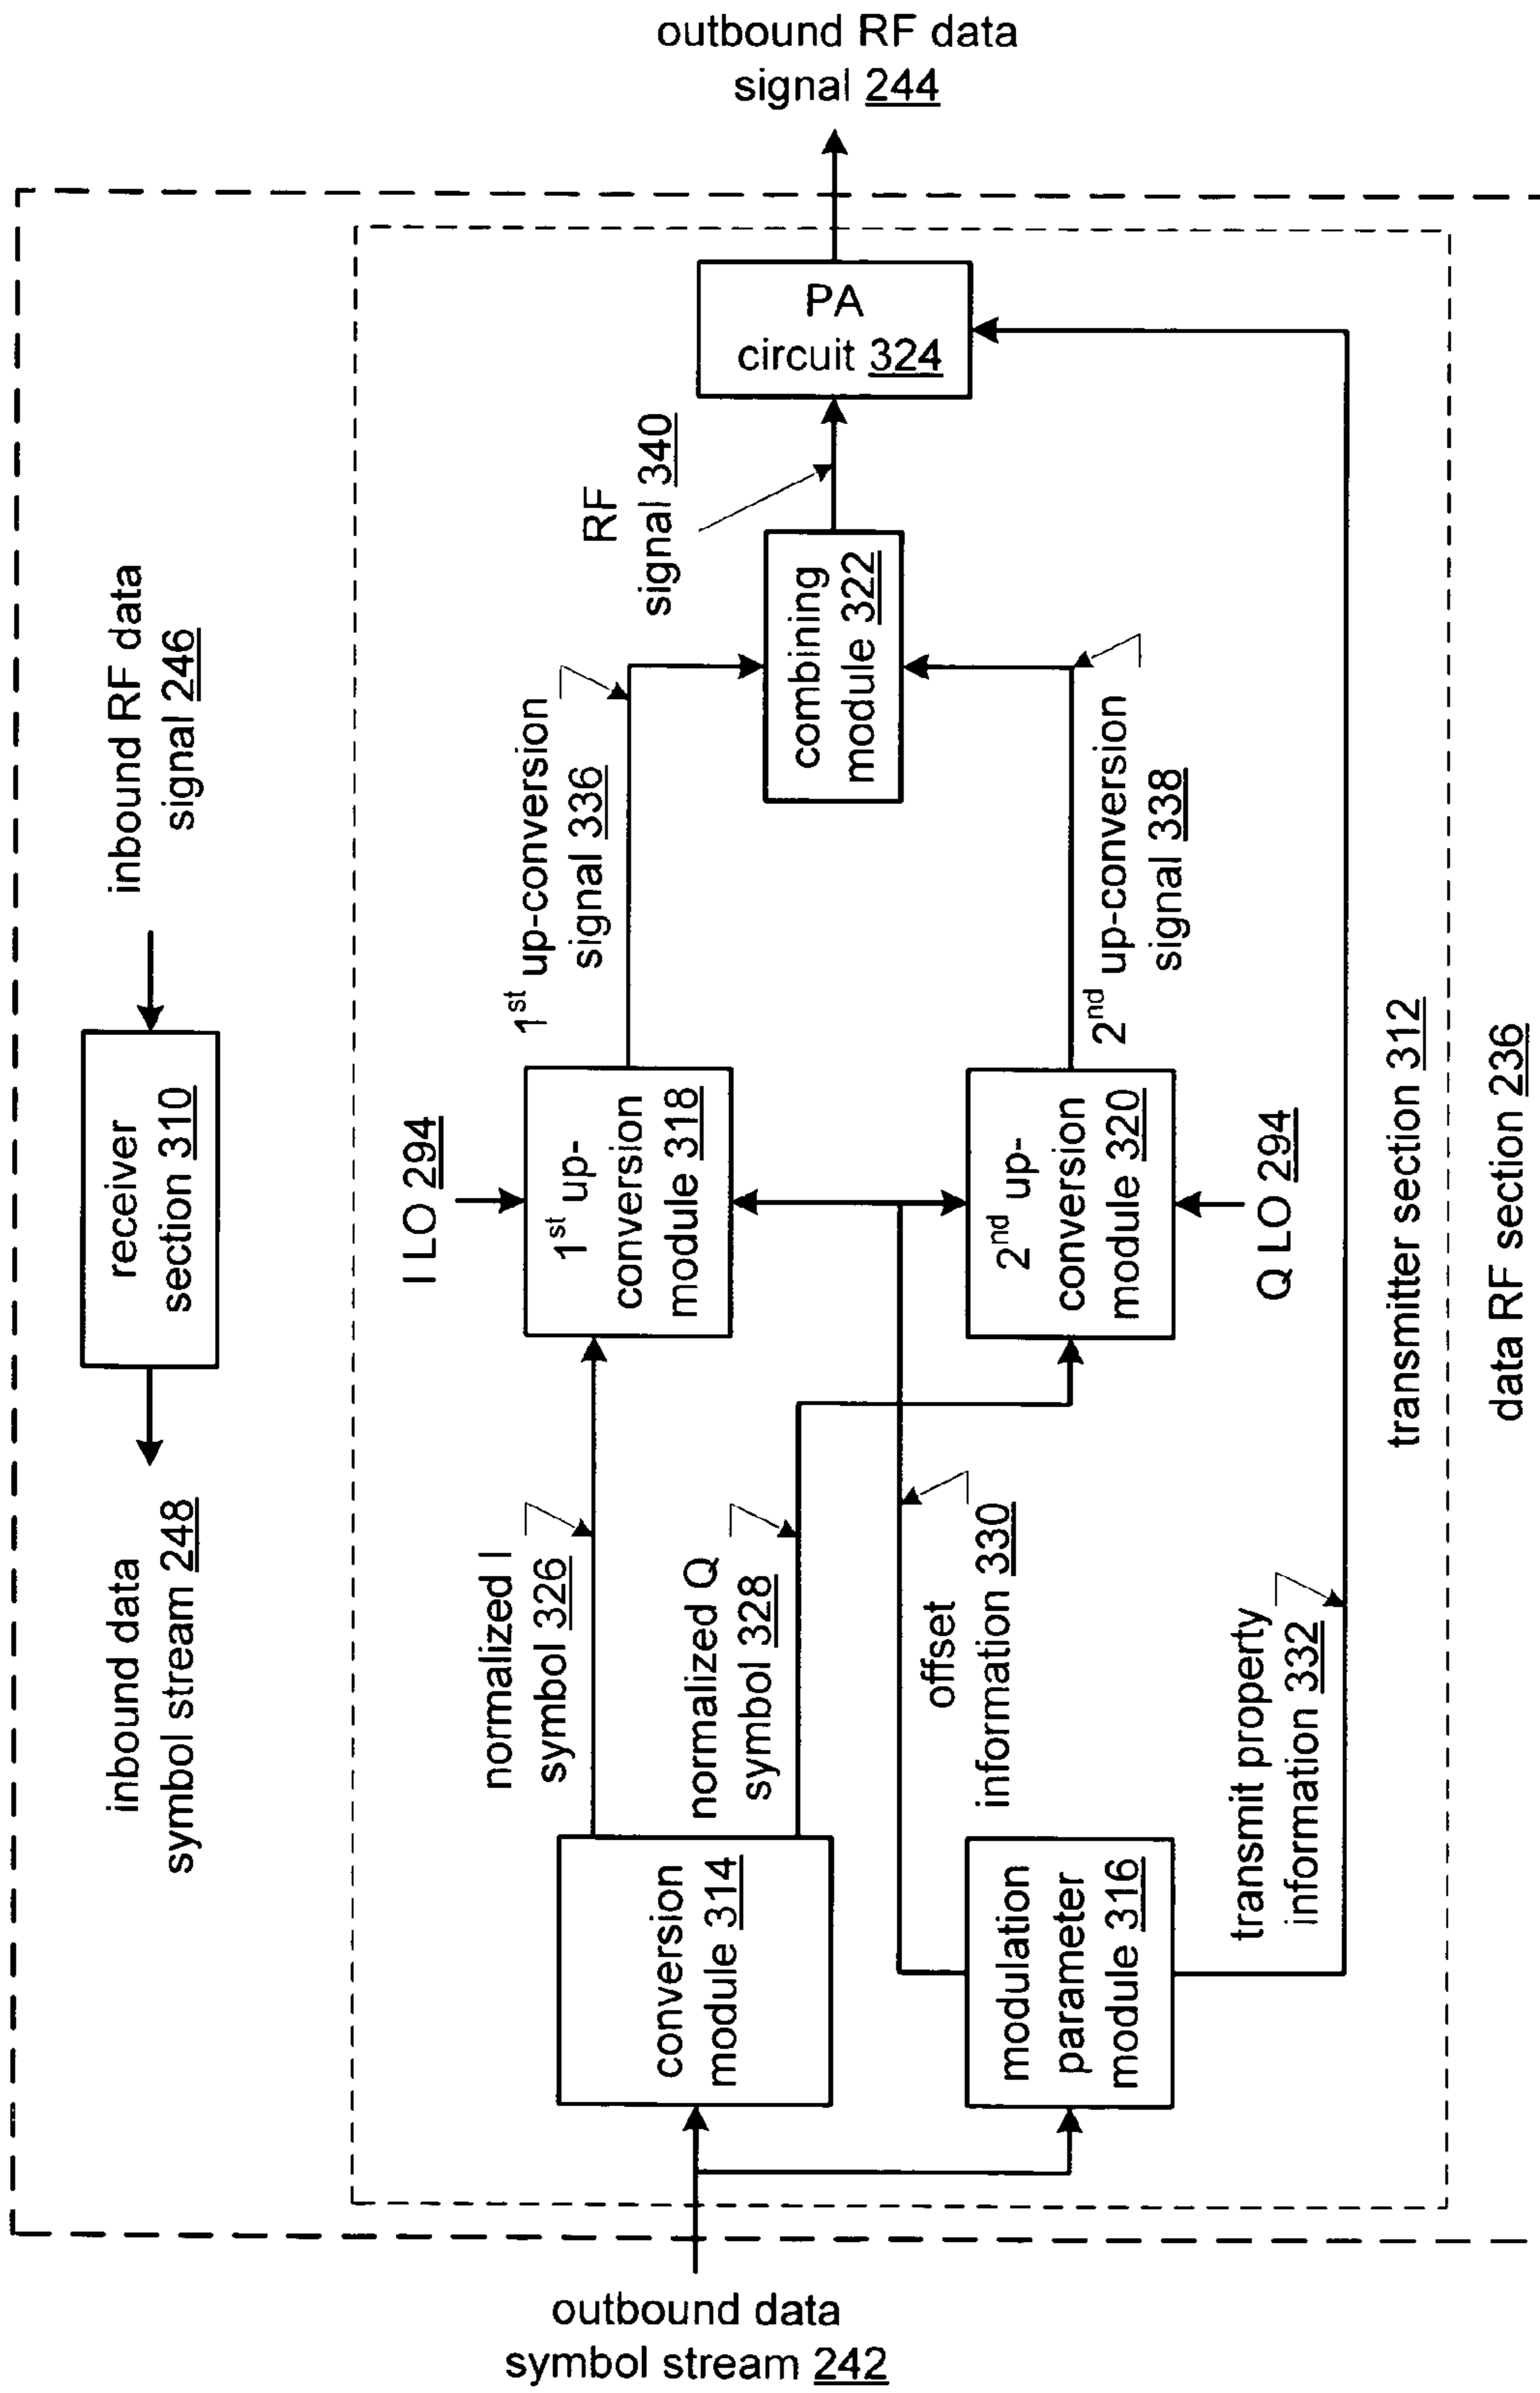 outbound RF data
signal 244
inbound RF data
signal 246
receiver
section 310
inbound data
symbol stream 248
PA
circuit 324
RF
signal 340
combining
module 322
1st up-conversion
signal 336
2nd up-conversion
signal 338
I LO 294
1st up-
conversion
module 318
2nd up-
conversion
module 320
Q LO 294
normalized I
symbol 326
normalized Q
symbol 328
offset
information 330
transmit property
information 332
conversion
module 314
modulation
parameter
module 316
transmitter section 312
data RF section 236
outbound data
symbol stream 242